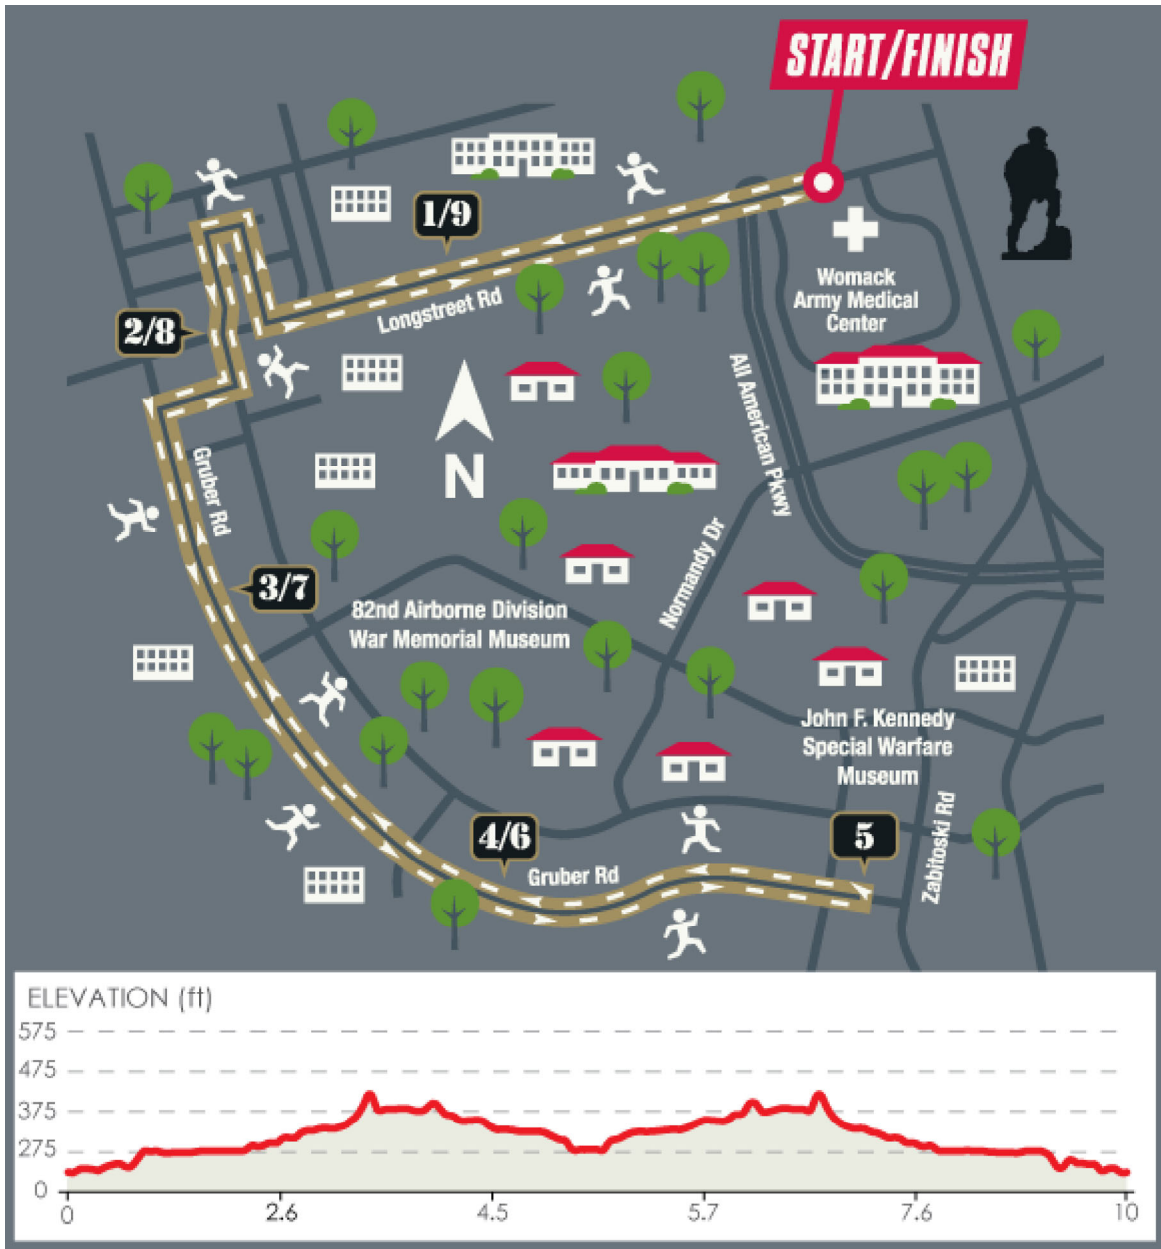 START/FINISH
1/9
Longstreet Rd
Womack
Army Medical
Center
2/8
All American Pkwy
N
Gruber Rd
Normandy Dr
3/7
82nd Airborne Division
War Memorial Museum
John F. Kennedy
Special Warfare
Museum
4/6
5
Gruber Rd
Zabitoski Rd
ELEVATION (ft)
575
475
375
275
0
0 2.6 4.5 5.7 7.6 10